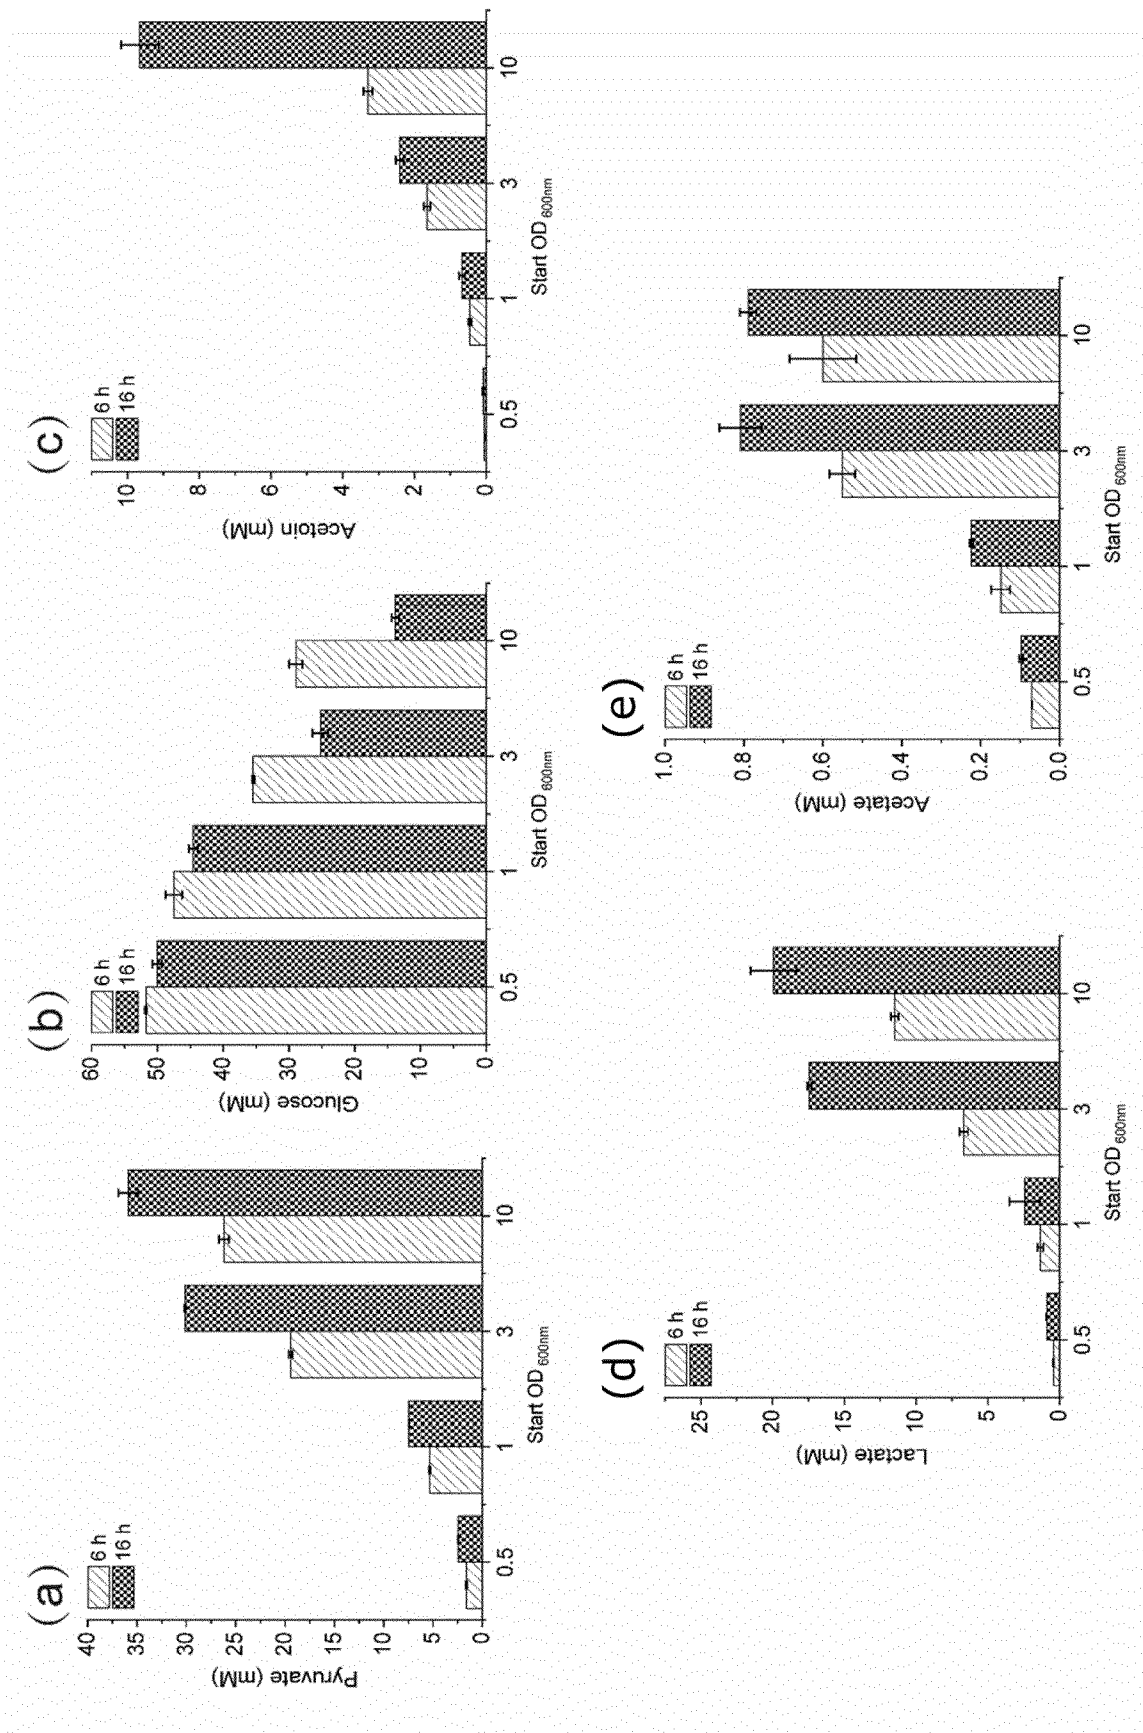 (a)
6 h
16 h
40
35
30
25
20
15
10
5
0
Pyruvate (mM)
0.5
1
3
10
Start OD600nm
(b)
6 h
16 h
60
50
40
30
20
10
0
Glucose (mM)
0.5
1
3
10
Start OD600nm
(c)
6 h
16 h
10
8
6
4
2
0
Acetoin (mM)
0.5
1
3
10
Start OD600nm
(d)
6 h
16 h
25
20
15
10
5
0
Lactate (mM)
0.5
1
3
10
Start OD600nm
(e)
6 h
16 h
1.0
0.8
0.6
0.4
0.2
0.0
Acetate (mM)
0.5
1
3
10
Start OD600nm